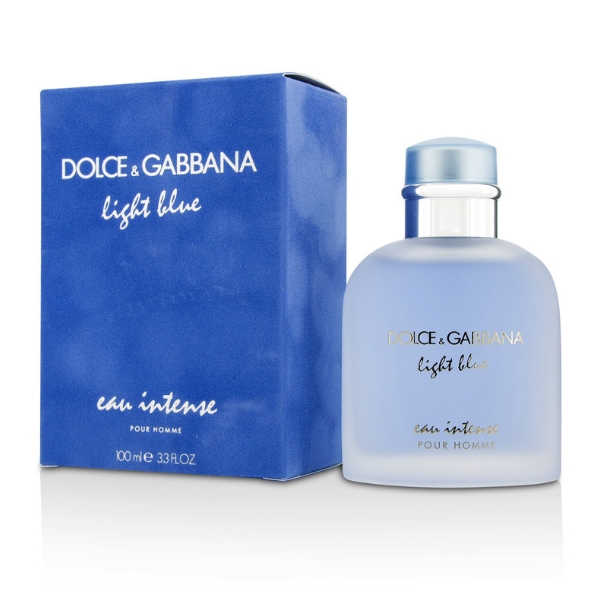 DOLCE & GABBANA
light blue
eau intense
POUR HOMME
100 ml ℮ 3.3 FL.OZ.
DOLCE & GABBANA
light blue
eau intense
POUR HOMME